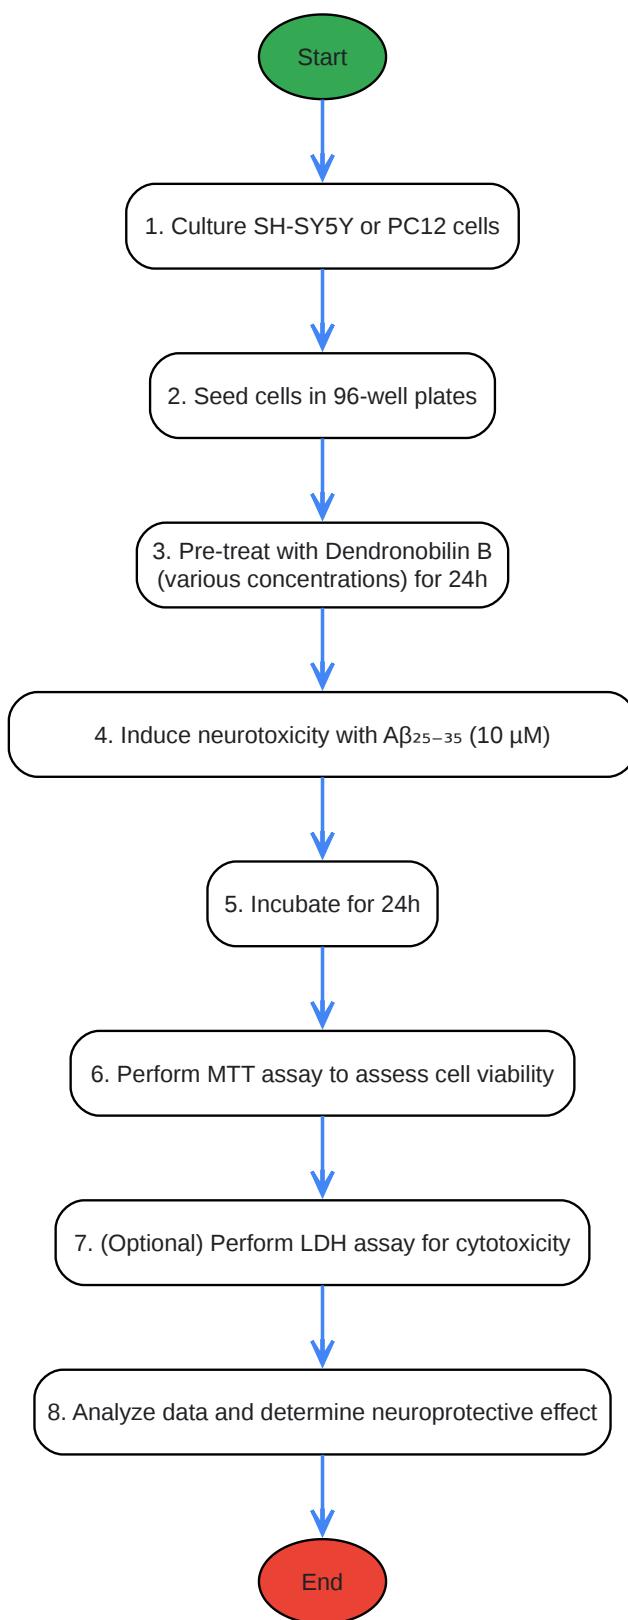 Start
1. Culture SH-SY5Y or PC12 cells
2. Seed cells in 96-well plates
3. Pre-treat with Dendronobilin B
(various concentrations) for 24h
4. Induce neurotoxicity with Aβ₂₅₋₃₅ (10 μM)
5. Incubate for 24h
6. Perform MTT assay to assess cell viability
7. (Optional) Perform LDH assay for cytotoxicity
8. Analyze data and determine neuroprotective effect
End